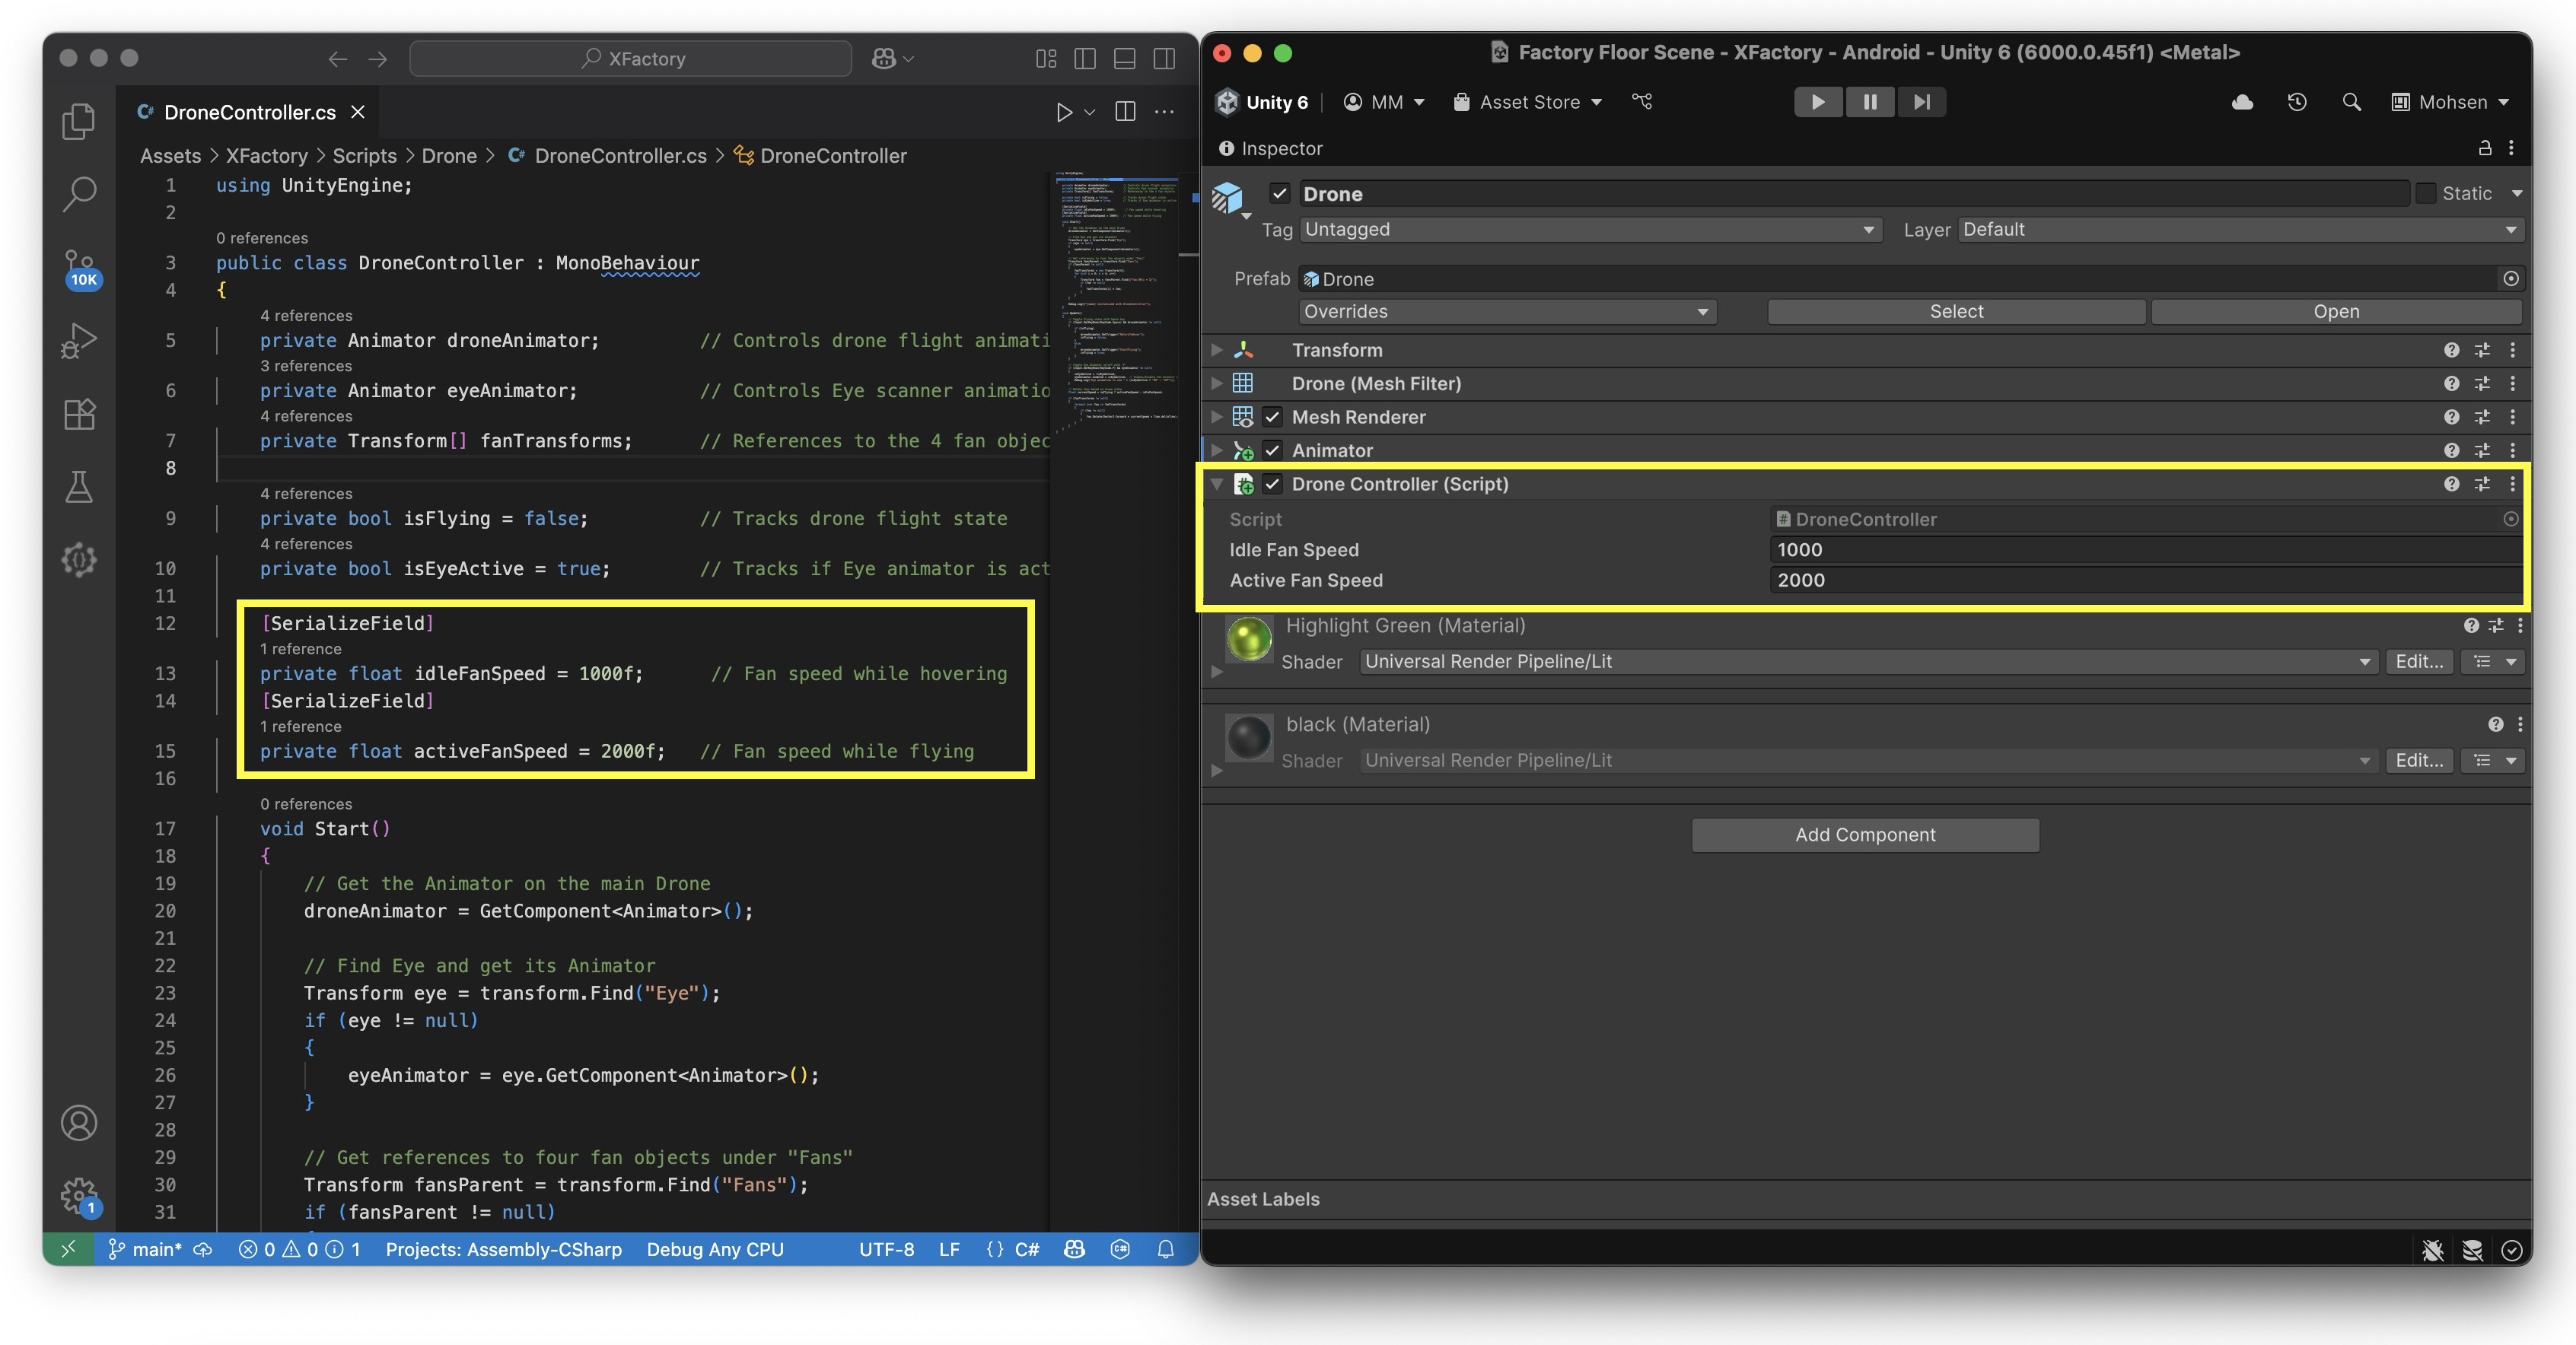 XFactory
DroneController.cs
Assets > XFactory > Scripts > Drone > DroneController.cs > DroneController
10K
1 using UnityEngine;
2
0 references
3 public class DroneController : MonoBehaviour
4 {
4 references
5 private Animator droneAnimator; // Controls drone flight animati
3 references
6 private Animator eyeAnimator; // Controls Eye scanner animatio
4 references
7 private Transform[] fanTransforms; // References to the 4 fan objec
8
4 references
9 private bool isFlying = false; // Tracks drone flight state
4 references
10 private bool isEyeActive = true; // Tracks if Eye animator is act
11
12 [SerializeField]
1 reference
13 private float idleFanSpeed = 1000f; // Fan speed while hovering
14 [SerializeField]
1 reference
15 private float activeFanSpeed = 2000f; // Fan speed while flying
16
0 references
17 void Start()
18 {
19 // Get the Animator on the main Drone
20 droneAnimator = GetComponent<Animator>();
21
22 // Find Eye and get its Animator
23 Transform eye = transform.Find("Eye");
24 if (eye != null)
25 {
26 eyeAnimator = eye.GetComponent<Animator>();
27 }
28
29 // Get references to four fan objects under "Fans"
30 Transform fansParent = transform.Find("Fans");
31 if (fansParent != null)
1
main* 0 0 1 Projects: Assembly-CSharp Debug Any CPU UTF-8 LF {} C#
Factory Floor Scene - XFactory - Android - Unity 6 (6000.0.45f1) <Metal>
Unity 6 MM Asset Store Mohsen
Inspector
Drone Static
Tag Untagged Layer Default
Prefab Drone
Overrides Select Open
Transform
Drone (Mesh Filter)
Mesh Renderer
Animator
Drone Controller (Script)
Script DroneController
Idle Fan Speed 1000
Active Fan Speed 2000
Highlight Green (Material)
Shader Universal Render Pipeline/Lit Edit...
black (Material)
Shader Universal Render Pipeline/Lit Edit...
Add Component
Asset Labels